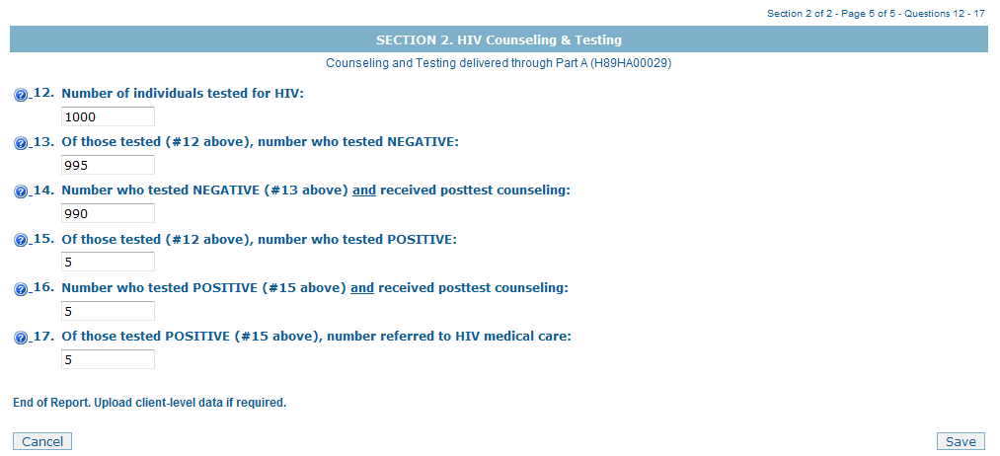 Section 2 of 2 - Page 5 of 5 - Questions 12 - 17
SECTION 2. HIV Counseling & Testing
Counseling and Testing delivered through Part A (H89HA00029)
12. Number of individuals tested for HIV:
1000
13. Of those tested (#12 above), number who tested NEGATIVE:
995
14. Number who tested NEGATIVE (#13 above) and received posttest counseling:
990
15. Of those tested (#12 above), number who tested POSITIVE:
5
16. Number who tested POSITIVE (#15 above) and received posttest counseling:
5
17. Of those tested POSITIVE (#15 above), number referred to HIV medical care:
5
End of Report. Upload client-level data if required.
Cancel Save